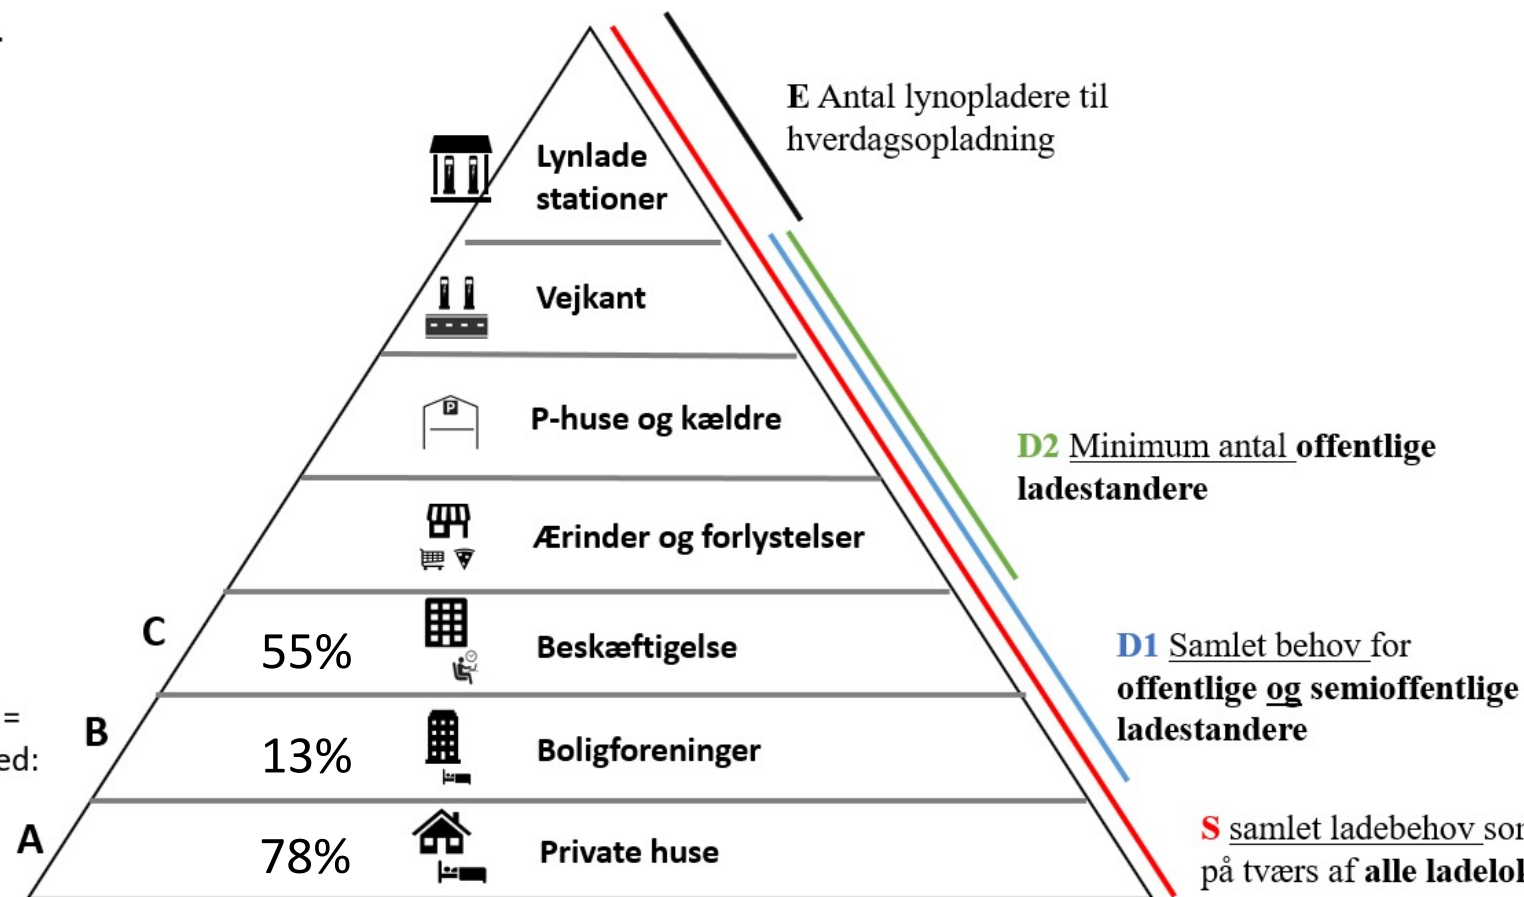 E Antal lynopladere til
hverdagsopladning
Lynlade
stationer
Vejkant
P
P-huse og kældre
D2 Minimum antal offentlige
ladestandere
Ærinder og forlystelser
C
55%
Beskæftigelse
D1 Samlet behov for
offentlige og semioffentlige
ladestandere
=
ed:
B
13%
Boligforeninger
A
78%
Private huse
S samlet ladebehov
på tværs af alle